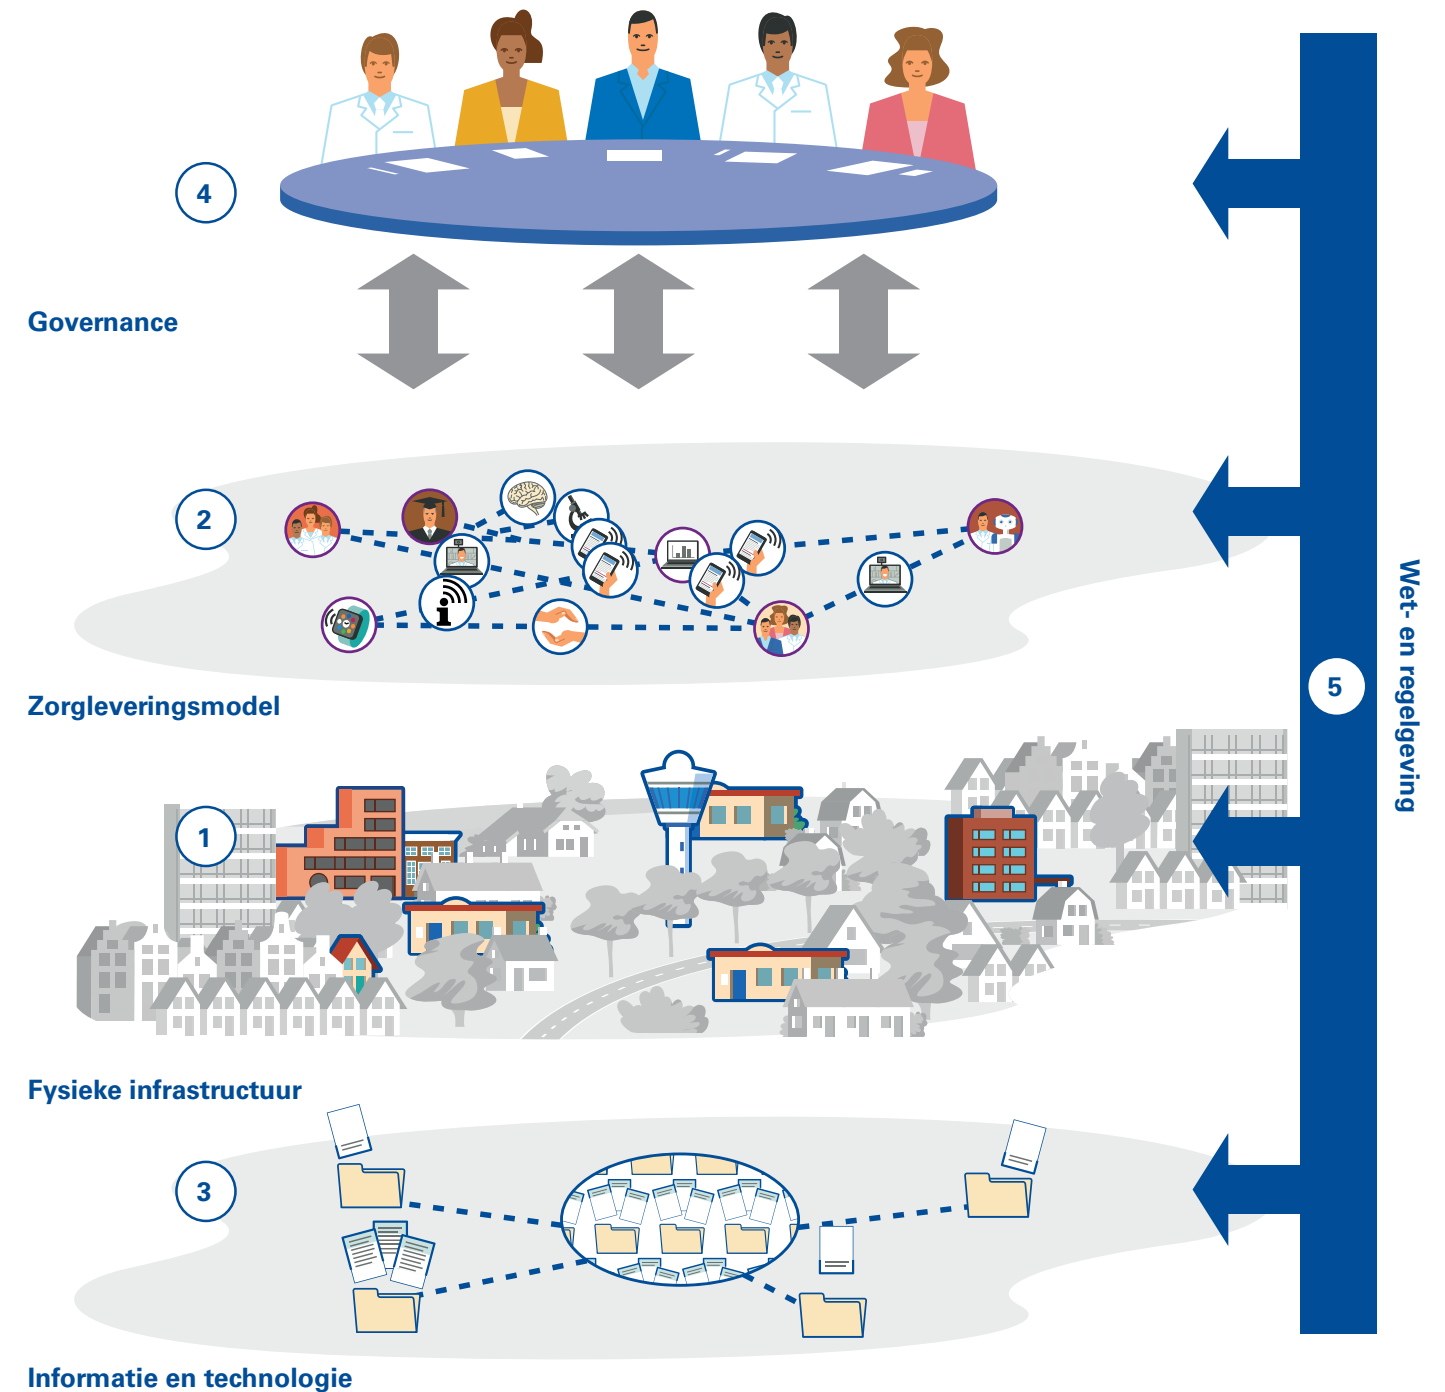 4
Governance
2
Zorgleveringsmodel
5
Wet- en regelgeving
1
Fysieke infrastructuur
3
Informatie en technologie